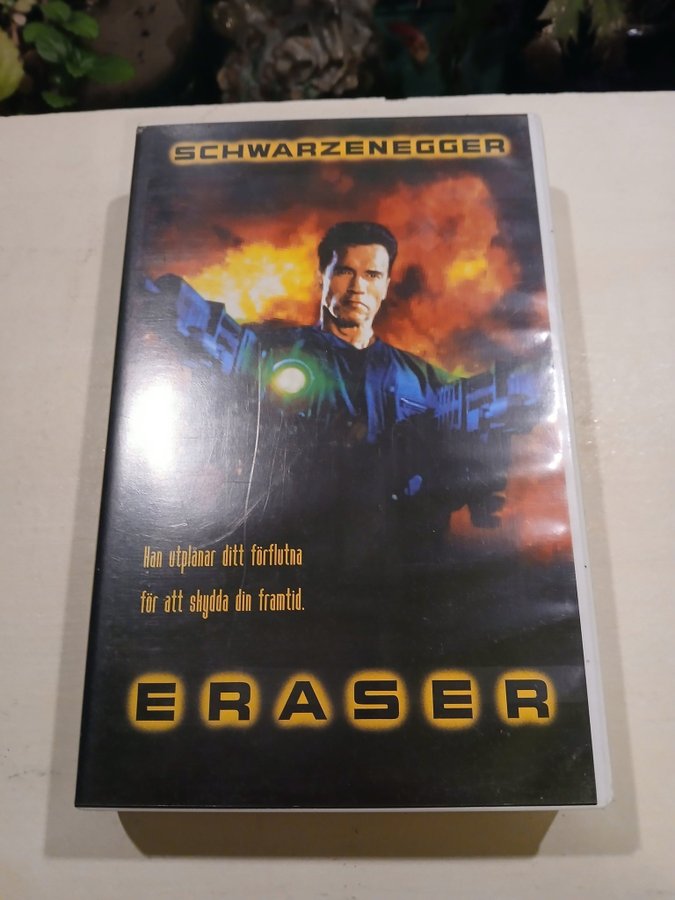 SCHWARZENEGGER
Han utplånar ditt förflutna
för att skydda din framtid.
ERASER